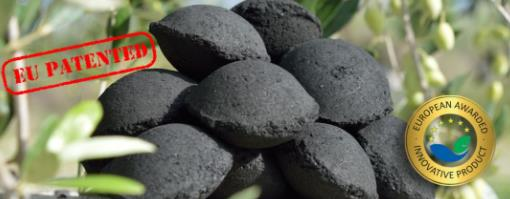 EU PATENTED
EUROPEAN AWARDED
INNOVATIVE PRODUCT